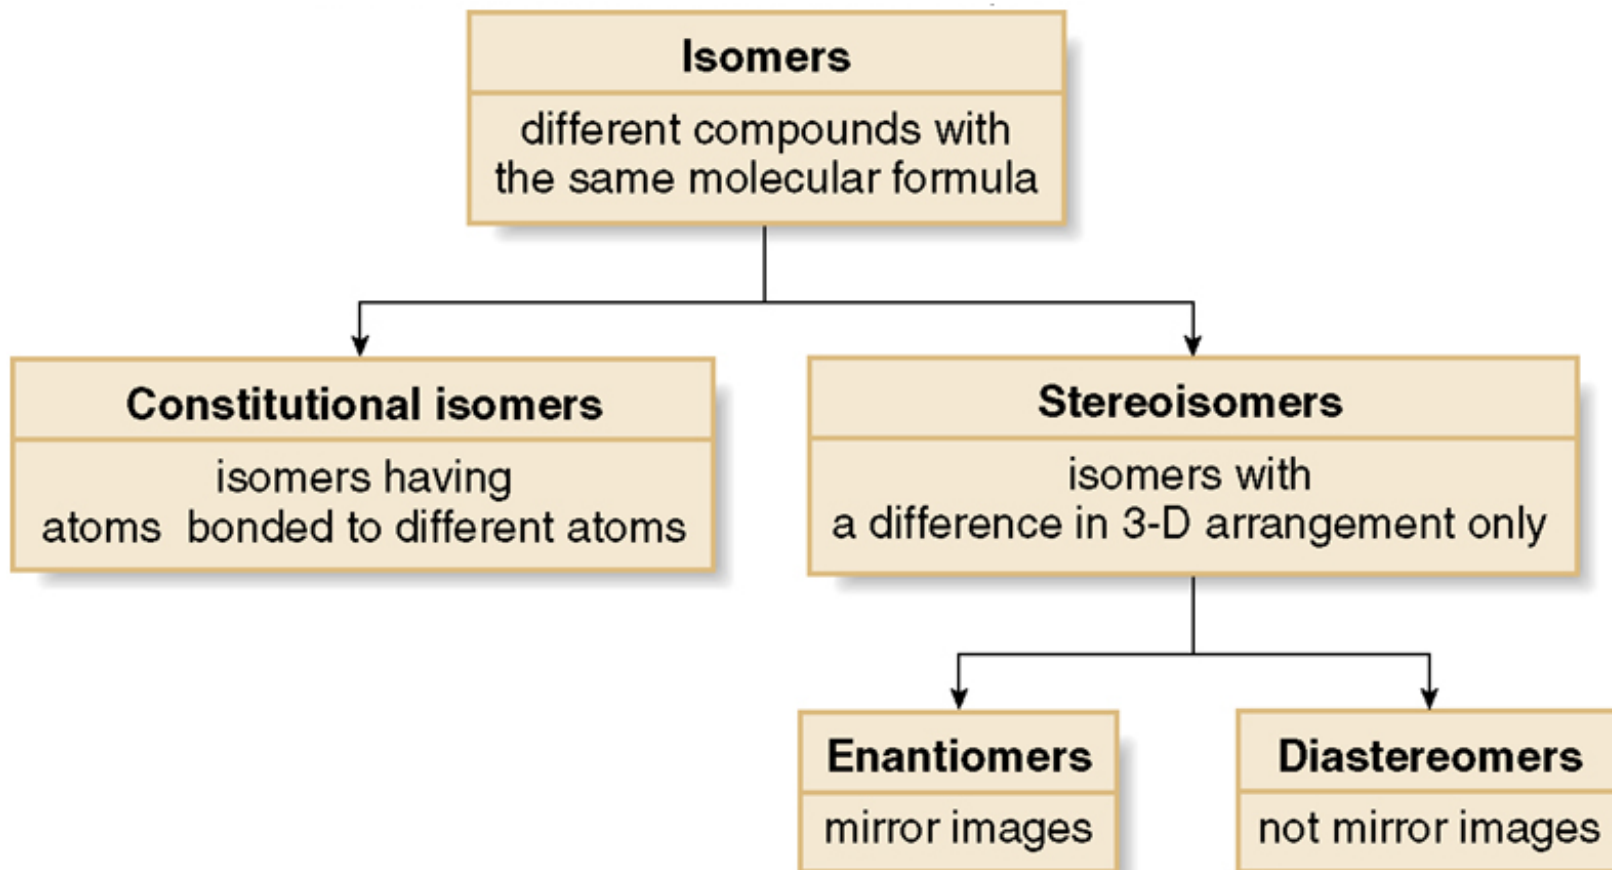 Isomers
different compounds with
the same molecular formula
Constitutional isomers
isomers having
atoms  bonded to different atoms
Stereoisomers
isomers with
a difference in 3-D arrangement only
Enantiomers
mirror images
Diastereomers
not mirror images